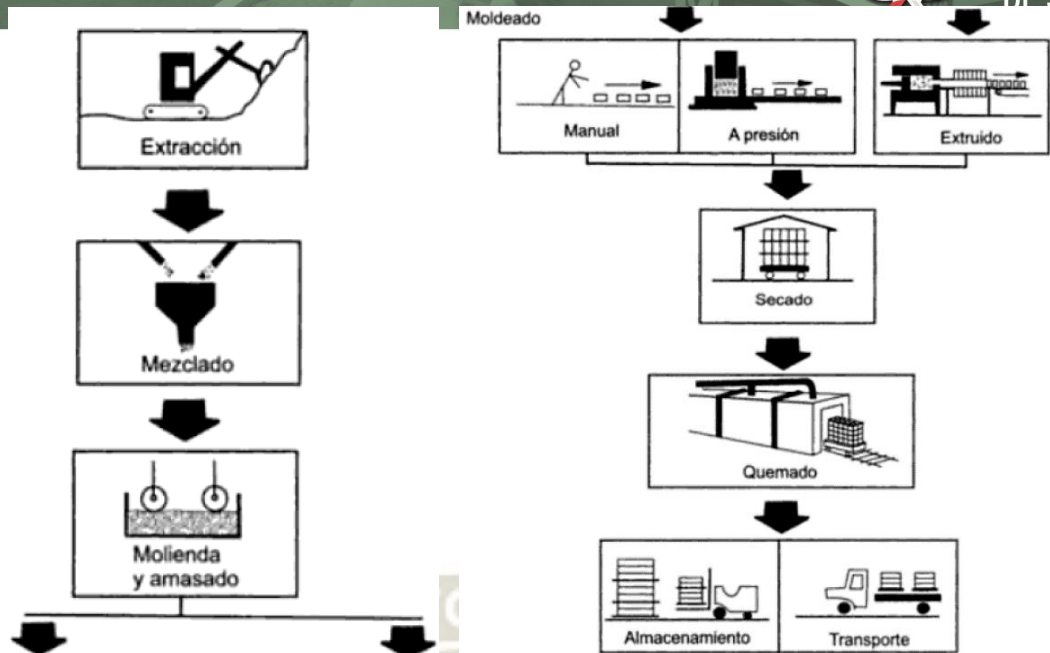 Extracción
Mezclado
Molienda
y amasado
Moldeado
Manual
A presión
Extruido
Secado
Quemado
Almacenamiento
Transporte